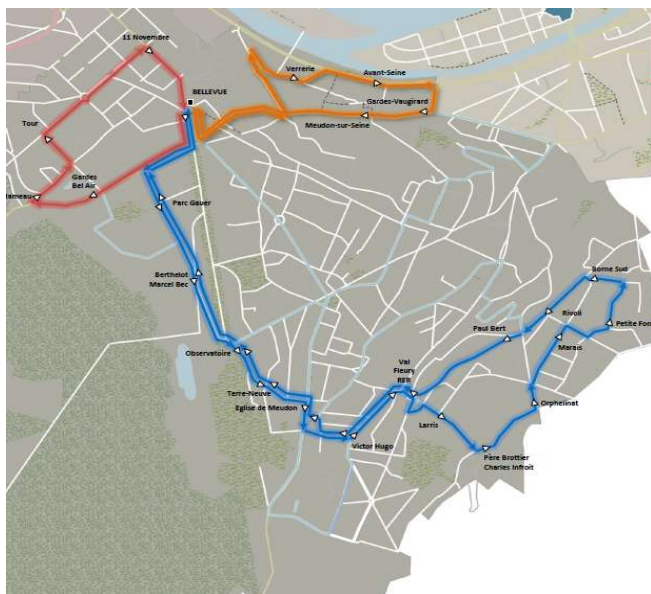 11 Novembre
Verrerie
Avant-Seine
BELLEVUE
Gardes-Vaugirard
Meudon-sur-Seine
Tour
Gardes
Bel Air
Rameau
Parc Gauer
Berthelot
Marcel Bec
Borne Sud
Rivoli
Petite Fon
Paul Bert
Marais
Observatoire
Val
Fleury
RER
Terre-Neuve
Eglise de Meudon
Orphelinat
Larris
Victor Hugo
Père Brottier
Charles Infroit